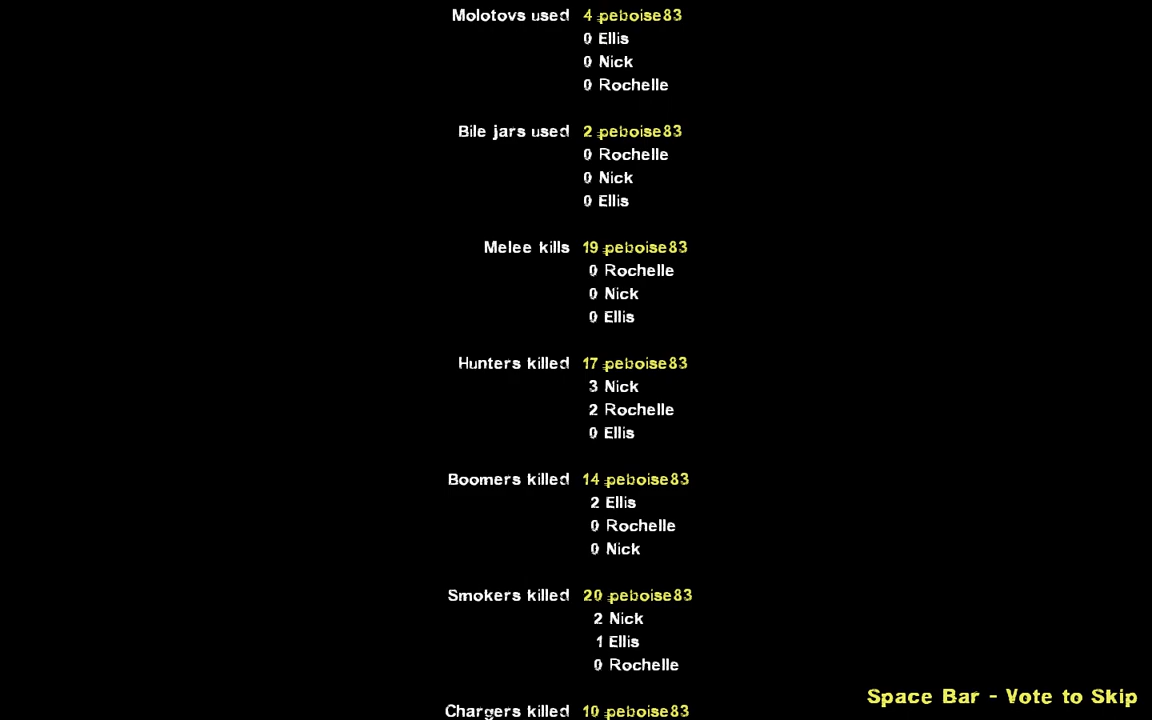 Molotovs used 4 peboise83
0 Ellis
0 Nick
0 Rochelle
Bile jars used 2 peboise83
0 Rochelle
0 Nick
0 Ellis
Melee kills 19 peboise83
0 Rochelle
0 Nick
0 Ellis
Hunters killed 17 peboise83
3 Nick
2 Rochelle
0 Ellis
Boomers killed 14 peboise83
2 Ellis
0 Rochelle
0 Nick
Smokers killed 20 peboise83
2 Nick
1 Ellis
0 Rochelle
Space Bar - Vote to Skip
Chargers killed 10 peboise83